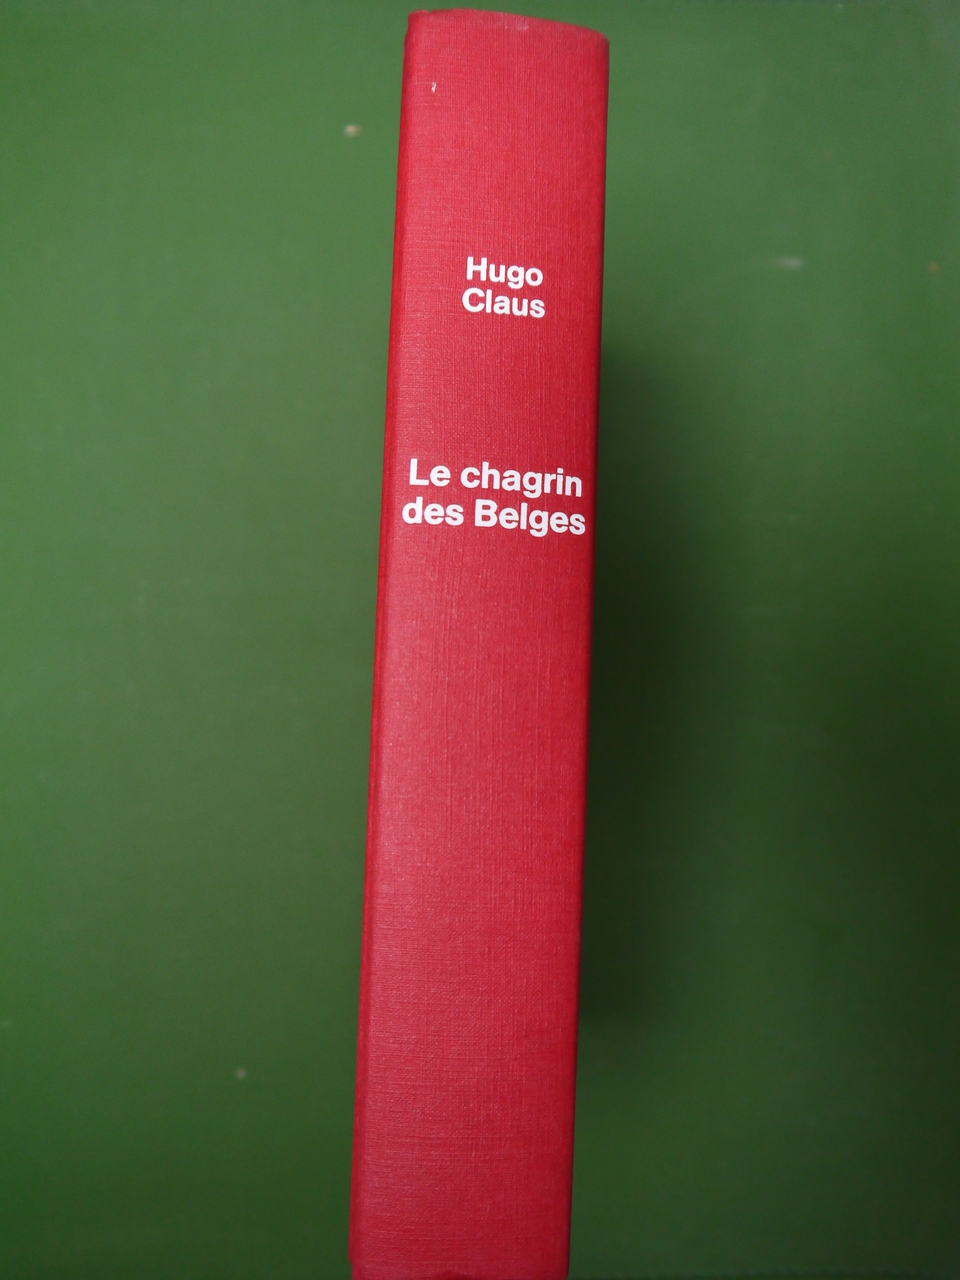 Hugo
Claus
Le chagrin
des Belges